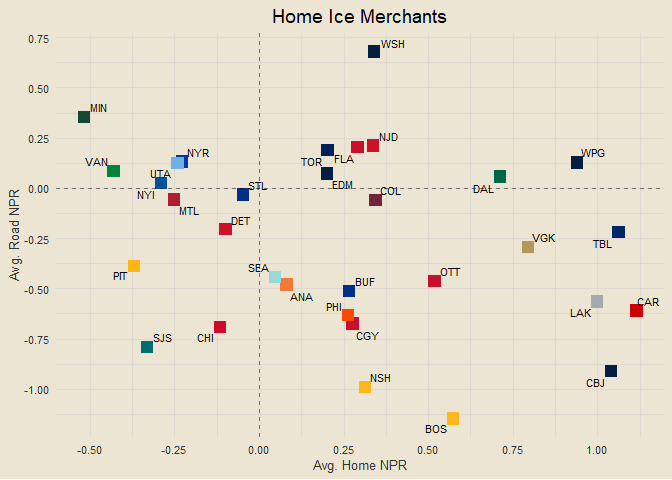 Home Ice Merchants
0.75
WSH
0.50
MIN
0.25
NJD
NYR
WPG
VAN
TOR
FLA
UTA
0.00
STL
EDM
DAL
NYI
COL
MTL
DET
Avg. Road NPR
-0.25
VGK
TBL
PIT
SEA
OTT
BUF
-0.50
ANA
PHI
CAR
LAK
SJS
CHI
CGY
-0.75
NSH
CBJ
-1.00
BOS
-0.50
-0.25
0.00
0.25
0.50
0.75
1.00
Avg. Home NPR